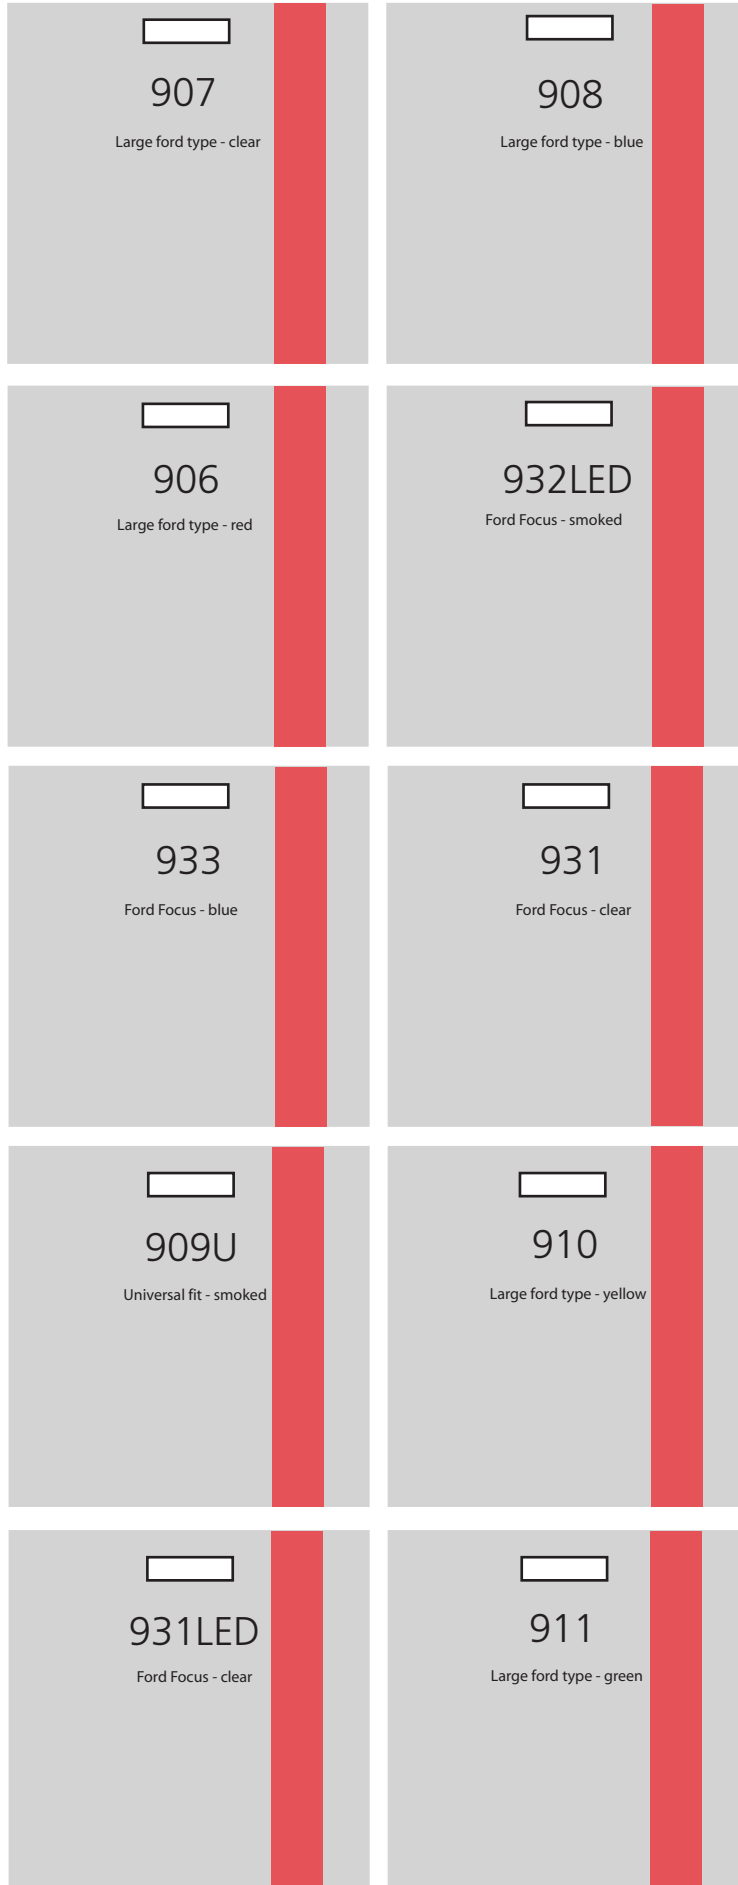 907
Large ford type - clear
908
Large ford type - blue
906
Large ford type - red
932LED
Ford Focus - smoked
933
Ford Focus - blue
931
Ford Focus - clear
909U
Universal fit - smoked
910
Large ford type - yellow
931LED
Ford Focus - clear
911
Large ford type - green